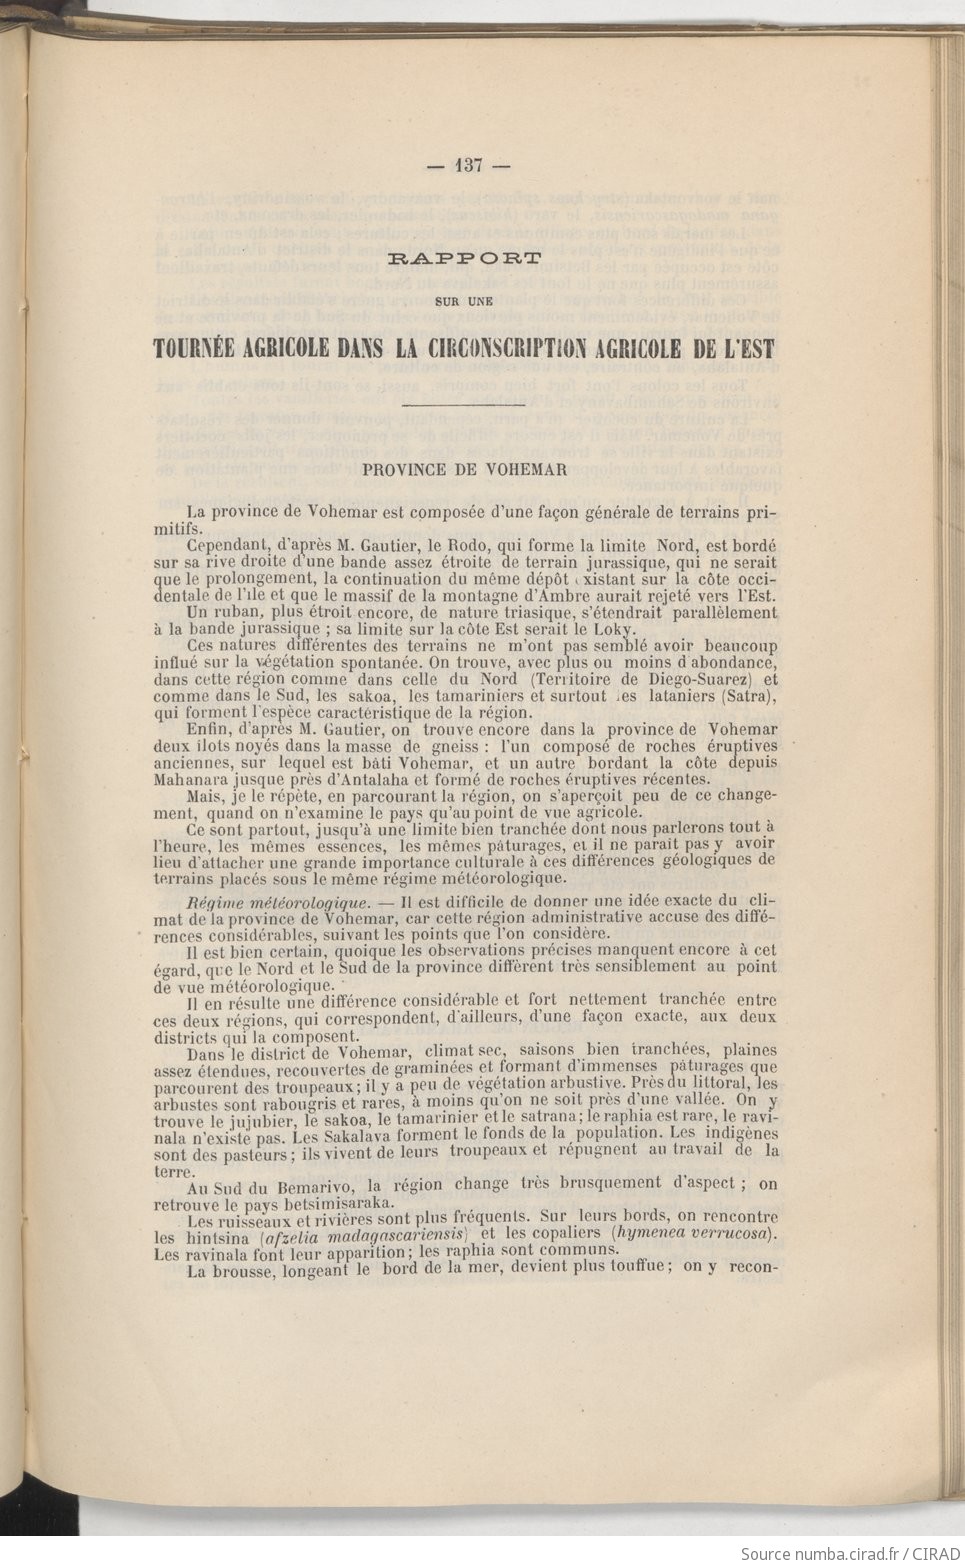 — 137 —
RAPPORT
SUR UNE
TOURNÉE AGRICOLE DANS LA CIRCONSCRIPTION AGRICOLE DE L'EST
PROVINCE DE VOHEMAR
La province de Vohemar est composée d'une façon générale de terrains pri-
mitifs.
Cependant, d'après M. Gautier, le Rodo, qui forme la limite Nord, est bordé
sur sa rive droite d'une bande assez étroite de terrain jurassique, qui ne serait
que le prolongement, la continuation du même dépôt xistant sur la côte occi-
dentale de l'île et que le massif de la montagne d'Ambre aurait rejeté vers l'Est.
Un ruban, plus étroit encore, de nature triasique, s'étendrait parallèlement
à la bande jurassique ; sa limite sur la côte Est serait le Loky.
Ces natures différentes des terrains ne m'ont pas semblé avoir beaucoup
influé sur la végétation spontanée. On trouve, avec plus ou moins d abondance,
dans cette région comme dans celle du Nord (Territoire de Diego-Suarez) et
comme dans le Sud, les sakoa, les tamariniers et surtout les lataniers (Satra),
qui forment l'espèce caractéristique de la région.
Enfin, d'après M. Gautier, on trouve encore dans la province de Vohemar
deux îlots noyés dans la masse de gneiss : l'un composé de roches éruptives
anciennes, sur lequel est bâti Vohemar, et un autre bordant la côte depuis
Mahanara jusque près d'Antalaha et formé de roches éruptives récentes.
Mais, je le répète, en parcourant la région, on s'aperçoit peu de ce change-
ment, quand on n'examine le pays qu'au point de vue agricole.
Ce sont partout, jusqu'à une limite bien tranchée dont nous parlerons tout à
l'heure, les mêmes essences, les mêmes pâturages, et il ne parait pas y avoir
lieu d'attacher une grande importance culturale à ces différences géologiques de
terrains placés sous le même régime météorologique.
Régime météorologique. — Il est difficile de donner une idée exacte du cli-
mat de la province de Vohemar, car cette région administrative accuse des diffé-
rences considérables, suivant les points que l'on considère.
Il est bien certain, quoique les observations précises manquent encore à cet
égard, que le Nord et le Sud de la province diffèrent très sensiblement au point
de vue météorologique.
Il en résulte une différence considérable et fort nettement tranchée entre
ces deux régions, qui correspondent, d'ailleurs, d'une façon exacte, aux deux
districts qui la composent.
Dans le district de Vohemar, climat sec, saisons bien tranchées, plaines
assez étendues, recouvertes de graminées et formant d'immenses pâturages que
parcourent des troupeaux ; il y a peu de végétation arbustive. Près du littoral, les
arbustes sont rabougris et rares, à moins qu'on ne soit près d'une vallée. On y
trouve le jujubier, le sakoa, le tamarinier et le satrana ; le raphia est rare, le ravi-
nala n'existe pas. Les Sakalava forment le fonds de la population. Les indigènes
sont des pasteurs ; ils vivent de leurs troupeaux et répugnent au travail de la
terre.
Au Sud du Bemarivo, la région change très brusquement d'aspect ; on
retrouve le pays betsimisaraka.
Les ruisseaux et rivières sont plus fréquents. Sur leurs bords, on rencontre
les hintsina (afzelia madagascariensis) et les copaliers (hymenea verrucosa).
Les ravinala font leur apparition ; les raphia sont communs.
La brousse, longeant le bord de la mer, devient plus touffue ; on y recon-
Source numba.cirad.fr / CIRAD